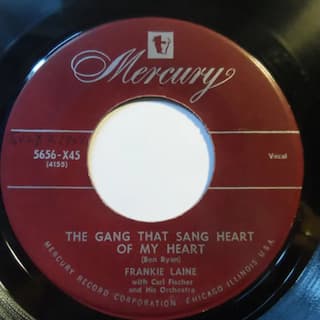 Mercury
5656-X45
(4155)
Vocal
THE GANG THAT SANG HEART
OF MY HEART
(Ben Ryan)
FRANKIE LAINE
with Carl Fischer
and His Orchestra
MERCURY RECORD CORPORATION CHICAGO ILLINOIS U.S.A.